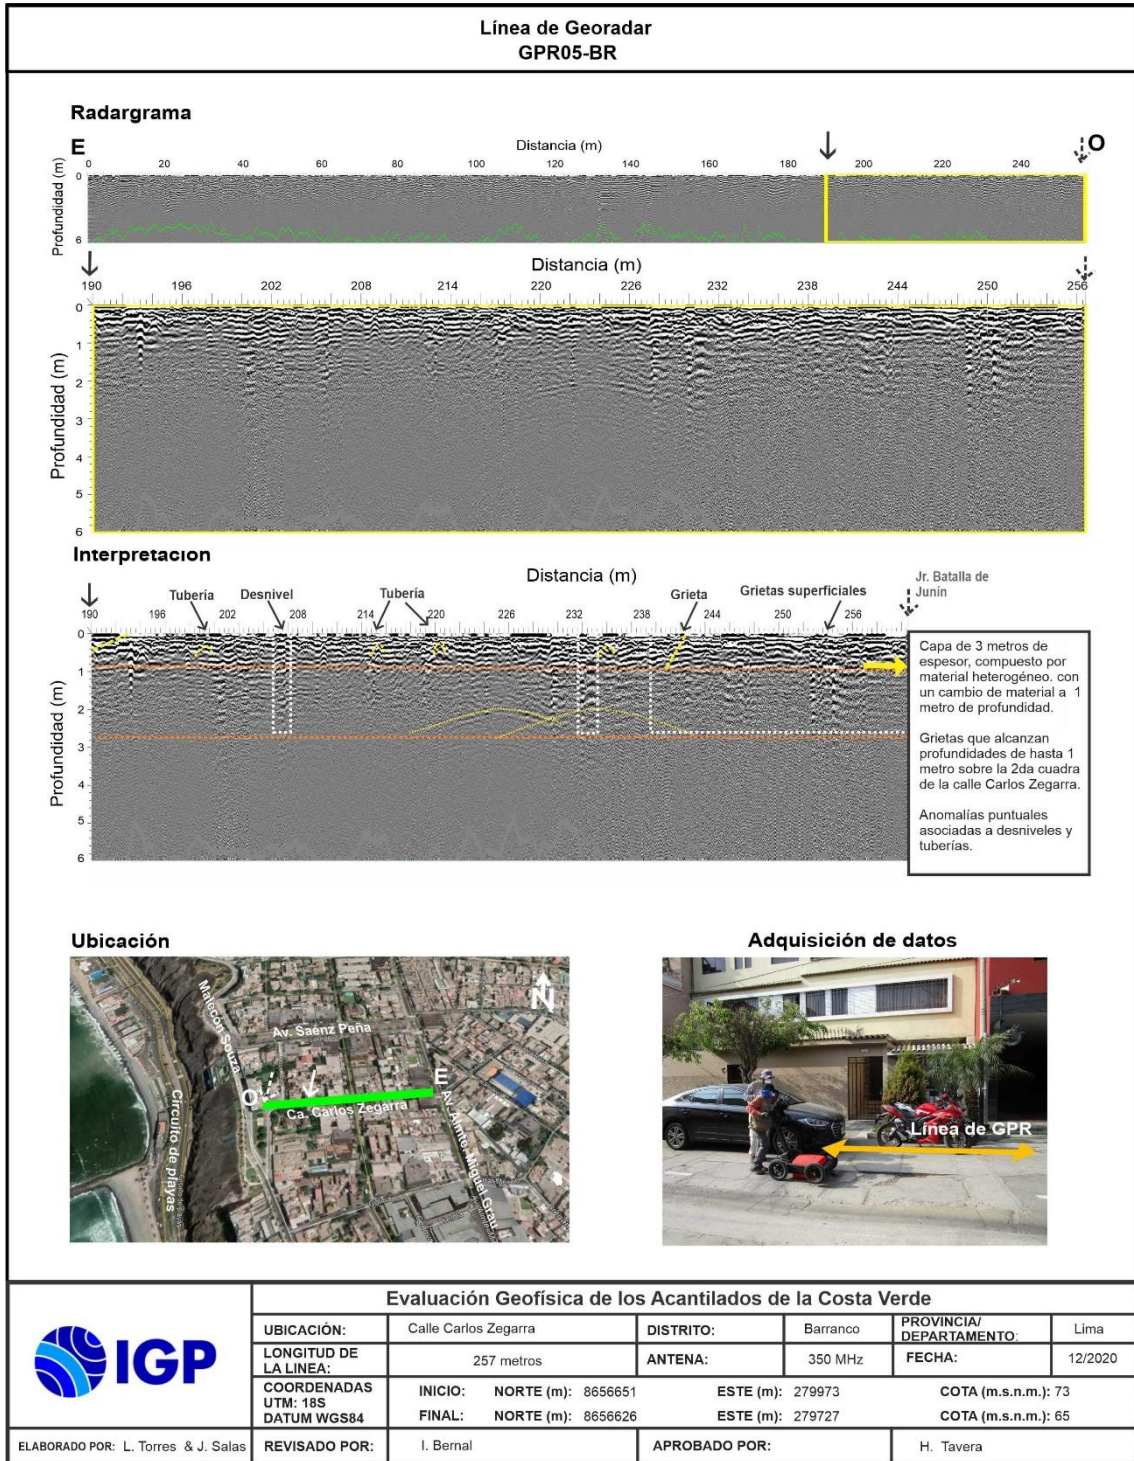 Línea de Georadar
GPR05-BR
Radargrama
E
Distancia (m)
O
0 20 40 60 80 100 120 140 160 180 200 220 240
Profundidad (m)
0
6
Distancia (m)
190 196 202 208 214 220 226 232 238 244 250 256
Profundidad (m)
0
1
2
3
4
5
6
Interpretacion
Distancia (m)
Jr. Batalla de
Junín
Tubería Desnivel Tubería Grieta Grietas superficiales
190 196 202 208 214 220 226 232 238 244 250 256
Profundidad (m)
0
1
2
3
4
5
6
Capa de 3 metros de
espesor, compuesto por
material heterogéneo. con
un cambio de material a 1
metro de profundidad.
Grietas que alcanzan
profundidades de hasta 1
metro sobre la 2da cuadra
de la calle Carlos Zegarra.
Anomalías puntuales
asociadas a desniveles y
tuberías.
Ubicación
Malecón Souza
Av. Saénz Peña
N
E
O
Ca. Carlos Zegarra
Circuito de playas
Av. Almte. Miguel Grau
Adquisición de datos
Línea de GPR
IGP
Evaluación Geofísica de los Acantilados de la Costa Verde
UBICACIÓN: Calle Carlos Zegarra DISTRITO: Barranco PROVINCIA/
DEPARTAMENTO: Lima
LONGITUD DE
LA LINEA: 257 metros ANTENA: 350 MHz FECHA: 12/2020
COORDENADAS
UTM: 18S
DATUM WGS84
INICIO: NORTE (m): 8656651 ESTE (m): 279973 COTA (m.s.n.m.): 73
FINAL: NORTE (m): 8656626 ESTE (m): 279727 COTA (m.s.n.m.): 65
ELABORADO POR: L. Torres & J. Salas REVISADO POR: I. Bernal APROBADO POR: H. Tavera